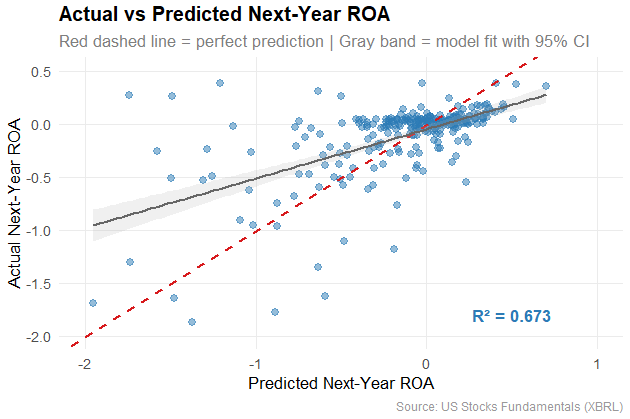 Actual vs Predicted Next-Year ROA
Red dashed line = perfect prediction | Gray band = model fit with 95% CI
Actual Next-Year ROA
0.5
0.0
-0.5
-1.0
-1.5
-2.0
R² = 0.673
-2
-1
0
1
Predicted Next-Year ROA
Source: US Stocks Fundamentals (XBRL)